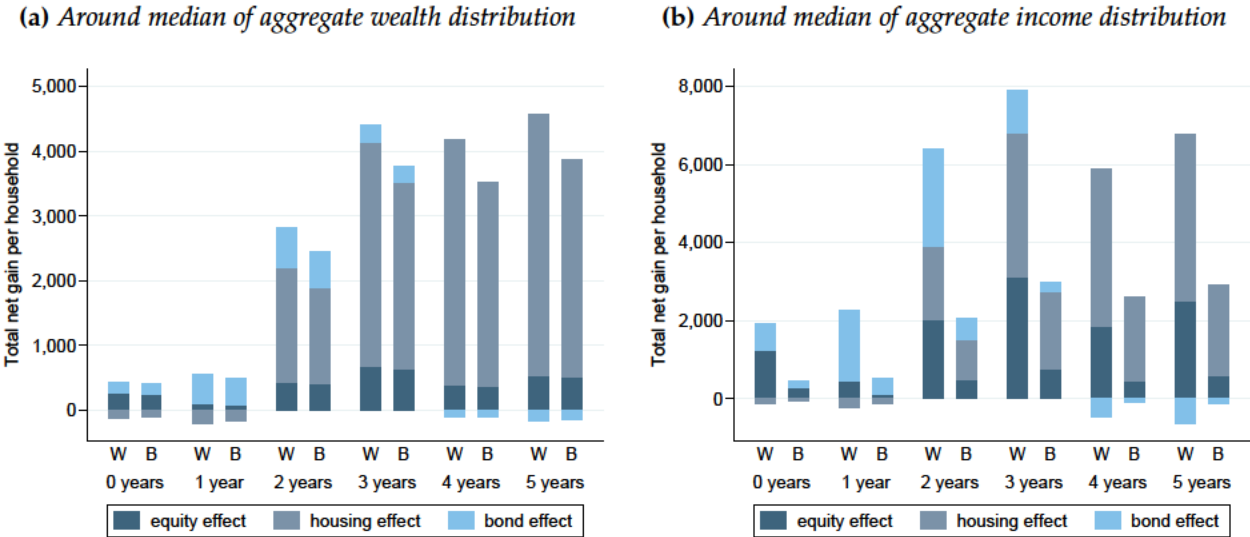 (a) Around median of aggregate wealth distribution
Total net gain per household
5,000
4,000
3,000
2,000
1,000
0
W B W B W B W B W B W B
0 years 1 year 2 years 3 years 4 years 5 years
equity effect housing effect bond effect
(b) Around median of aggregate income distribution
Total net gain per household
8,000
6,000
4,000
2,000
0
W B W B W B W B W B W B
0 years 1 year 2 years 3 years 4 years 5 years
equity effect housing effect bond effect